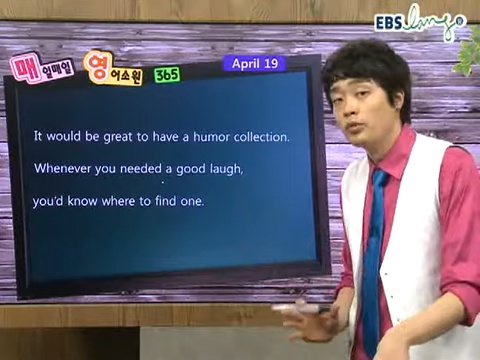 EBS lang
매일매일 영어소원 365
April 19
It would be great to have a humor collection.
Whenever you needed a good laugh,
you'd know where to find one.